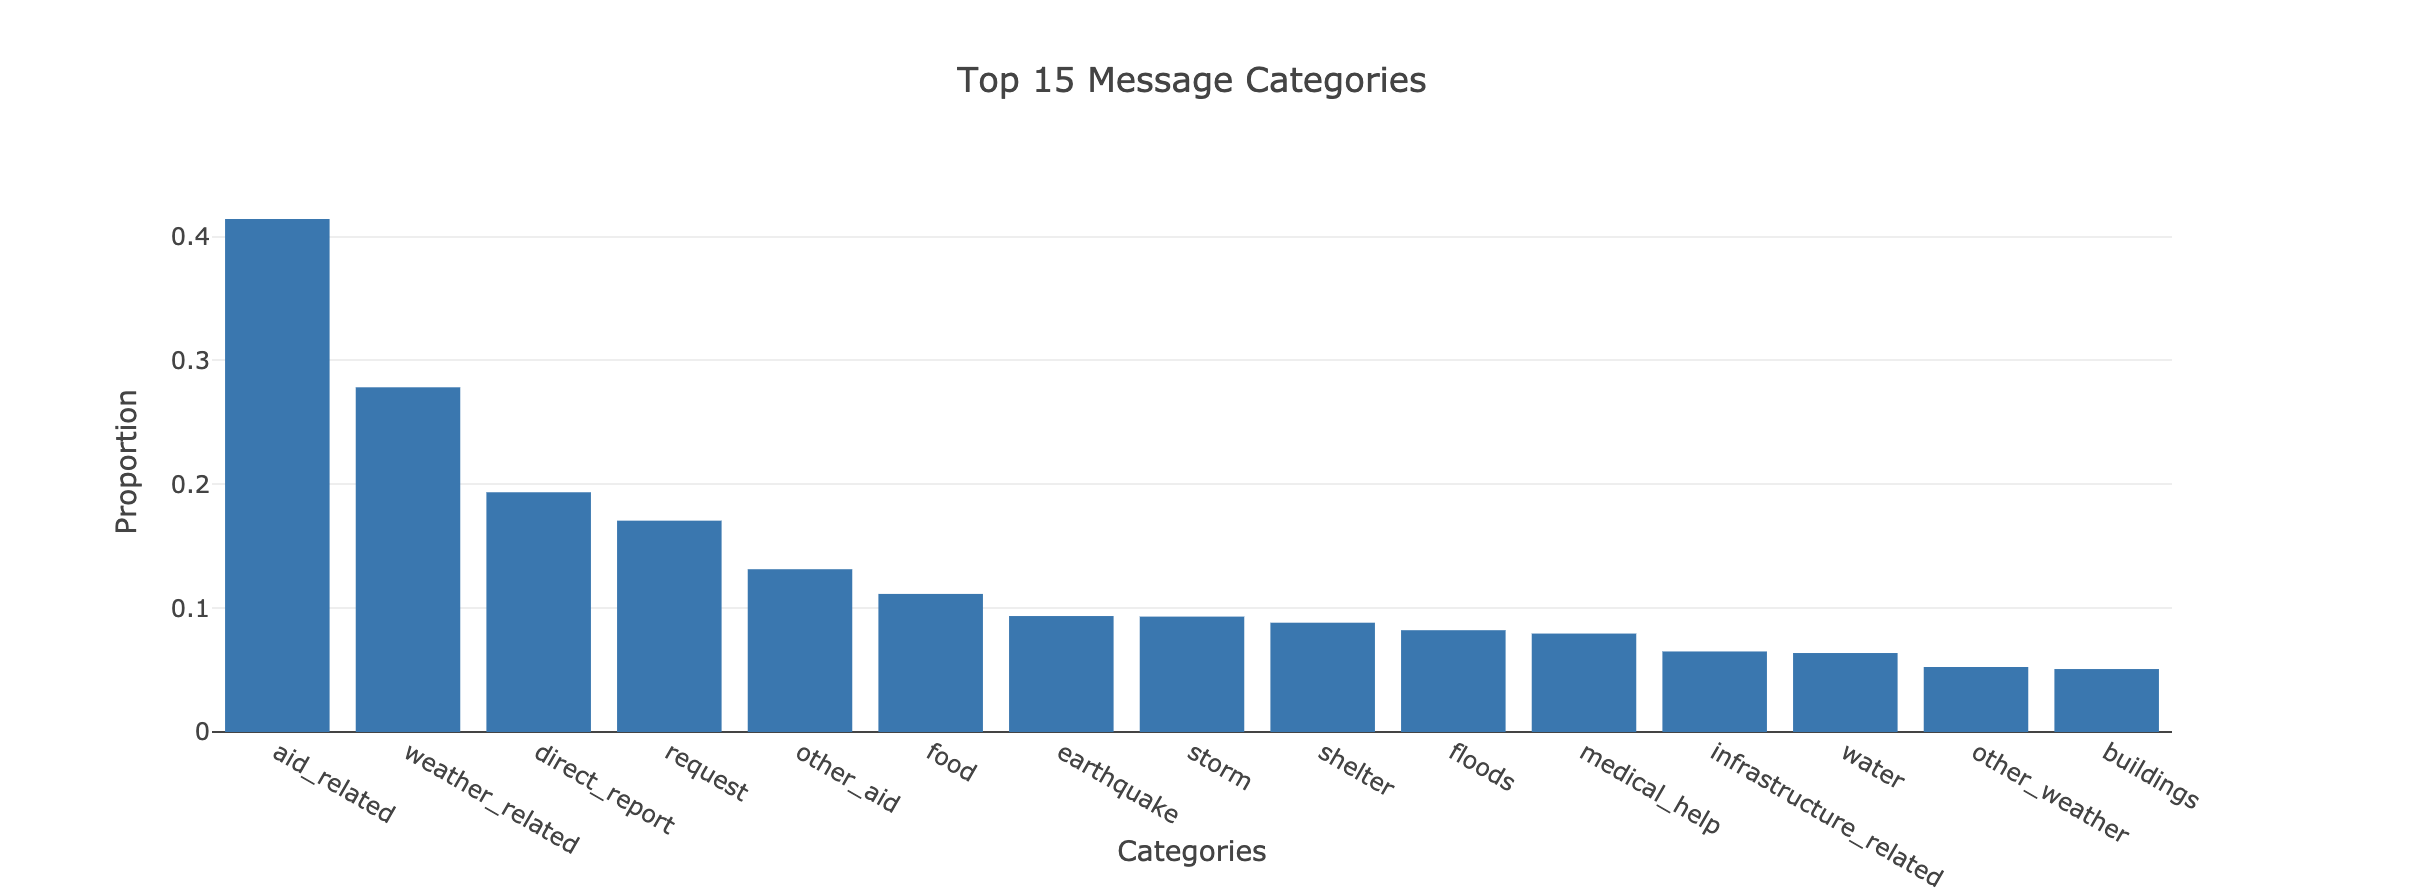 Top 15 Message Categories
Proportion
0.4
0.3
0.2
0.1
0
aid_related
weather_related
direct_report
request
other_aid
food
earthquake
storm
shelter
floods
medical_help
infrastructure_related
water
other_weather
buildings
Categories